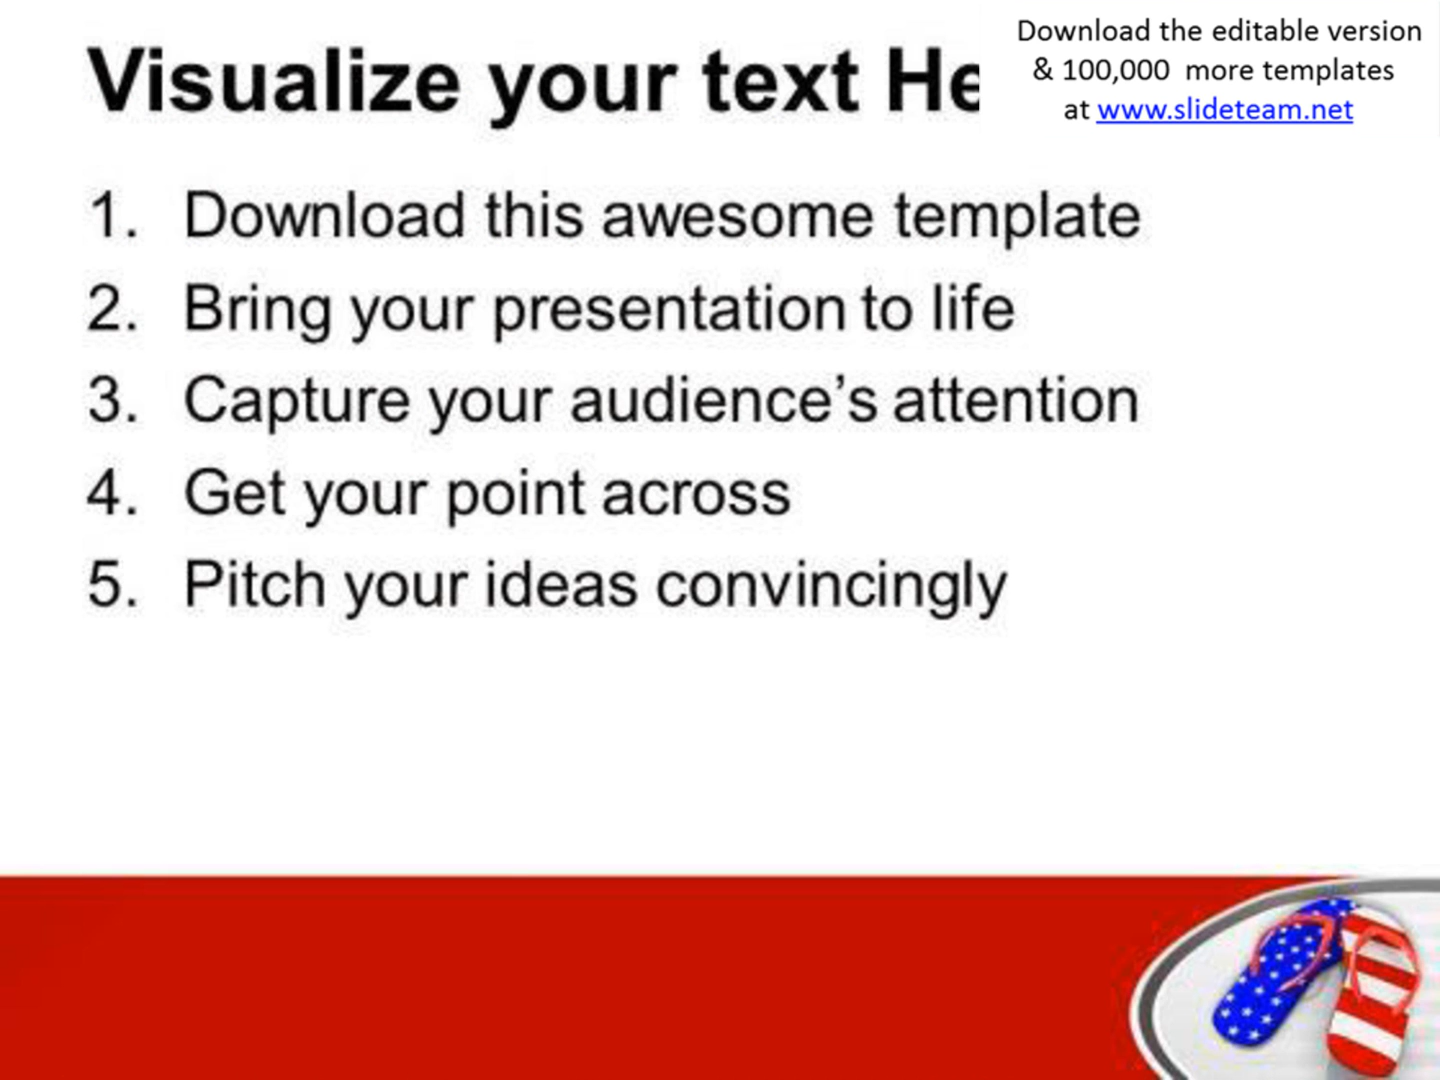 Visualize your text He
Download the editable version
& 100,000 more templates
at www.slideteam.net
1. Download this awesome template
2. Bring your presentation to life
3. Capture your audience’s attention
4. Get your point across
5. Pitch your ideas convincingly